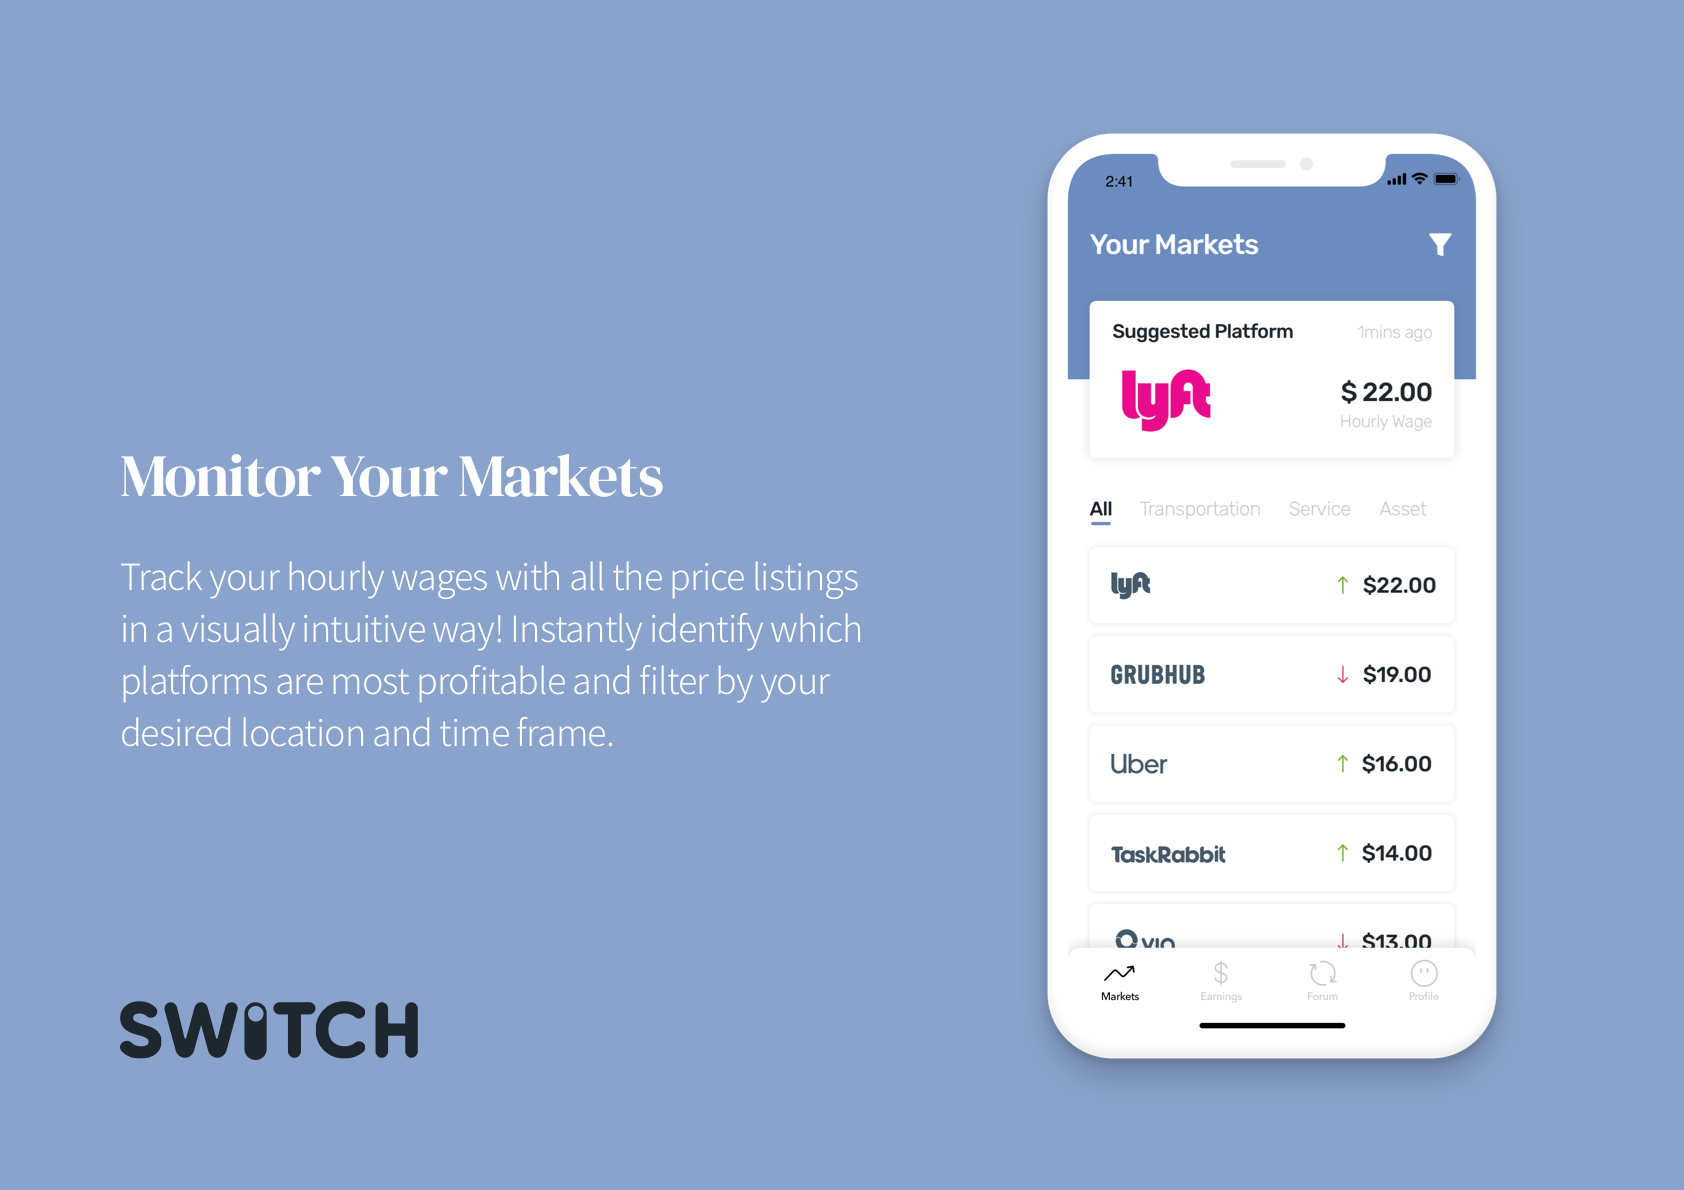 Monitor Your Markets
Track your hourly wages with all the price listings
in a visually intuitive way! Instantly identify which
platforms are most profitable and filter by your
desired location and time frame.
SWiTCH
2:41
Your Markets
Suggested Platform 1mins ago
lyft $ 22.00
Hourly Wage
All Transportation Service Asset
lyft ↑ $22.00
GRUBHUB ↓ $19.00
Uber ↑ $16.00
TaskRabbit ↑ $14.00
via ↓ $13.00
Markets Earnings Forum Profile